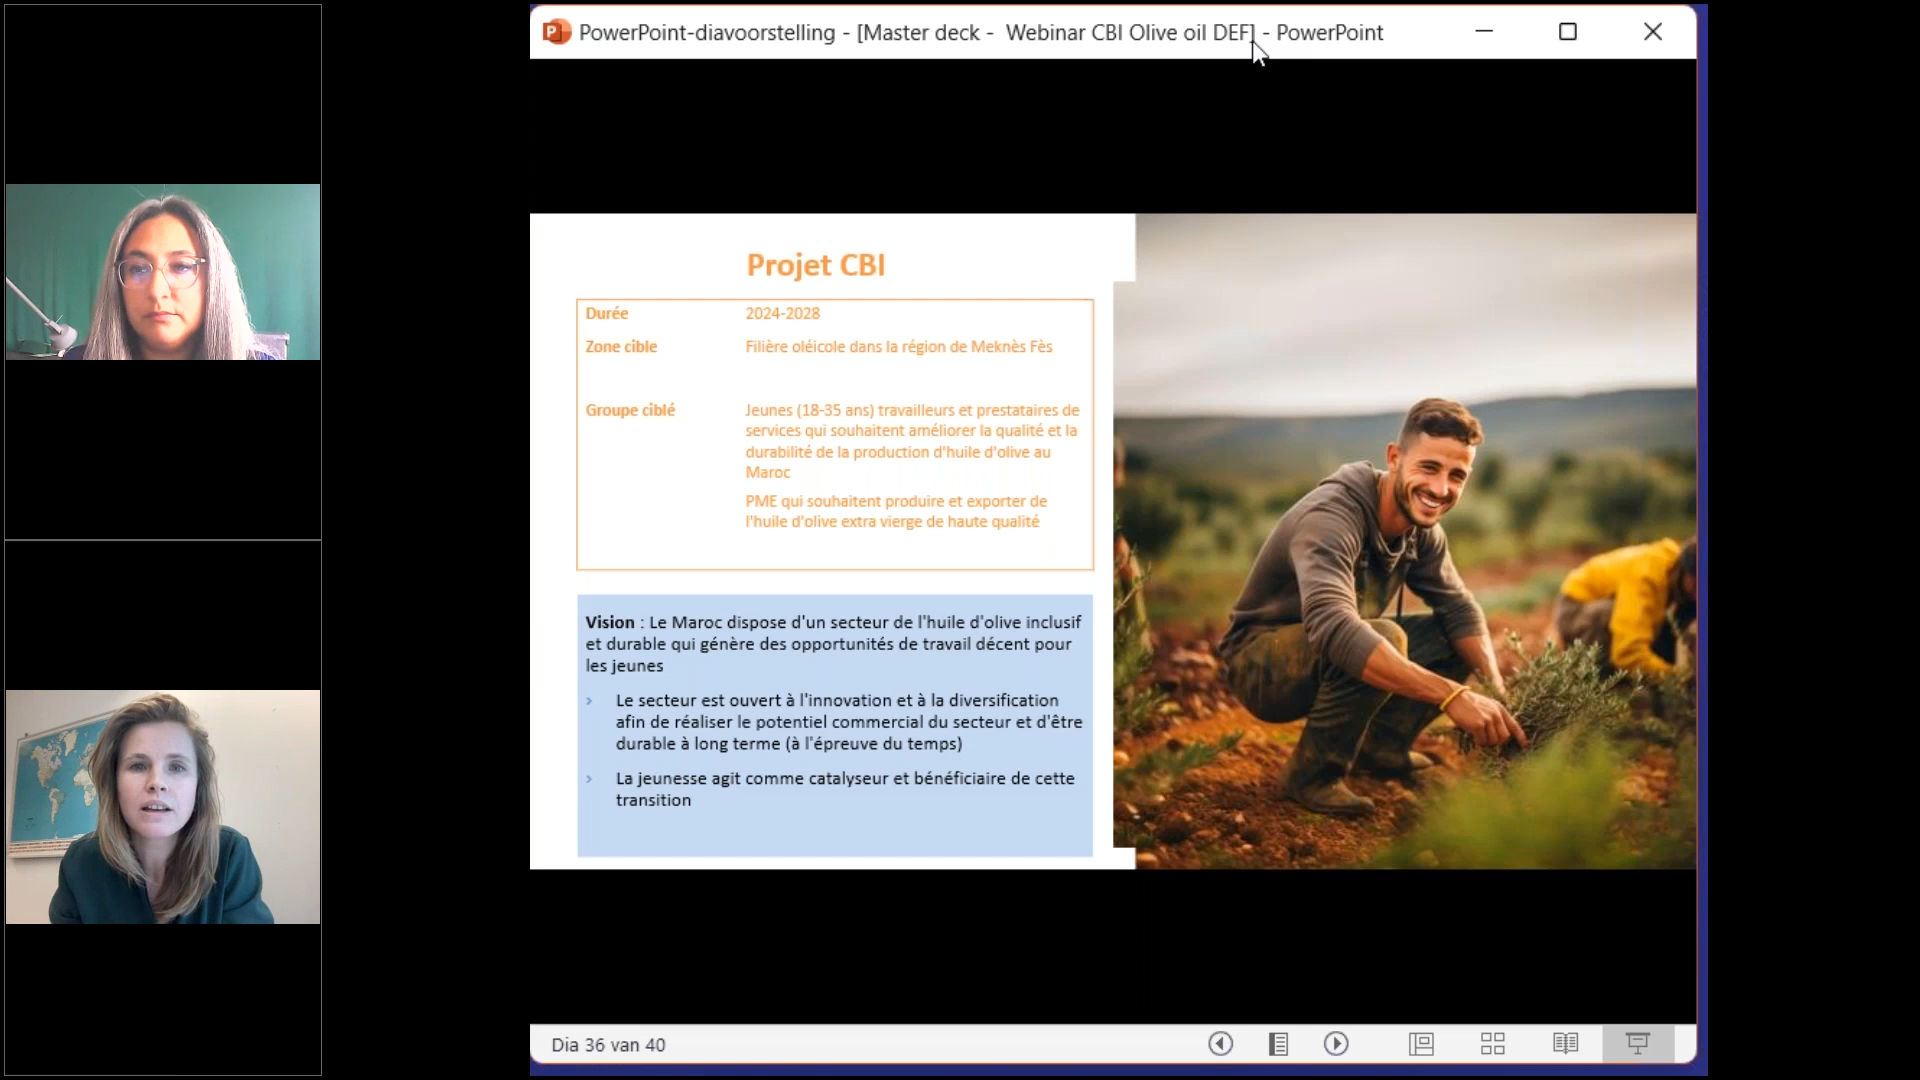 PowerPoint-diavoorstelling - [Master deck -  Webinar CBI Olive oil DEF] - PowerPoint
Projet CBI
Durée 2024-2028
Zone cible Filière oléicole dans la région de Meknès Fès
Groupe ciblé Jeunes (18-35 ans) travailleurs et prestataires de
services qui souhaitent améliorer la qualité et la
durabilité de la production d'huile d'olive au
Maroc
PME qui souhaitent produire et exporter de
l'huile d'olive extra vierge de haute qualité
Vision : Le Maroc dispose d'un secteur de l'huile d'olive inclusif
et durable qui génère des opportunités de travail décent pour
les jeunes
› Le secteur est ouvert à l'innovation et à la diversification
afin de réaliser le potentiel commercial du secteur et d'être
durable à long terme (à l'épreuve du temps)
› La jeunesse agit comme catalyseur et bénéficiaire de cette
transition
Dia 36 van 40